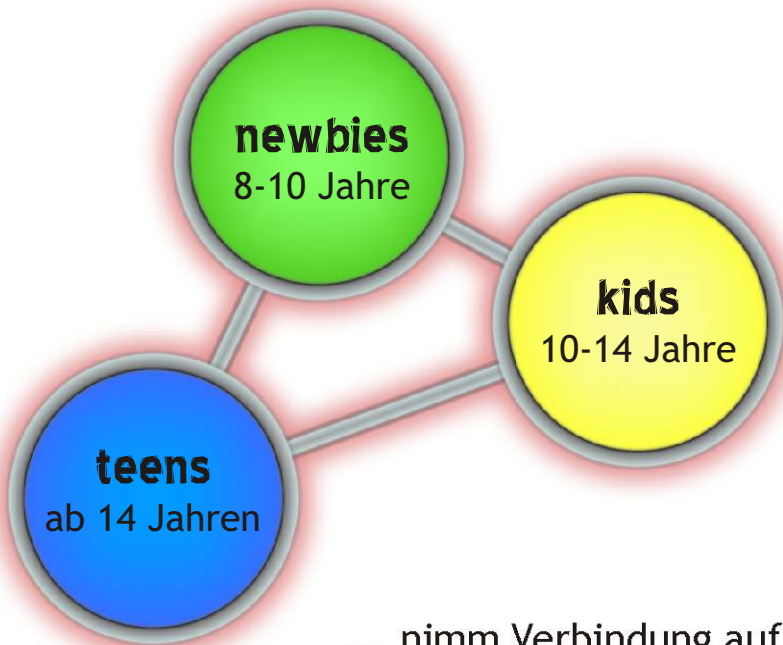 newbies
8-10 Jahre
kids
10-14 Jahre
teens
ab 14 Jahren
nimm Verbindung auf